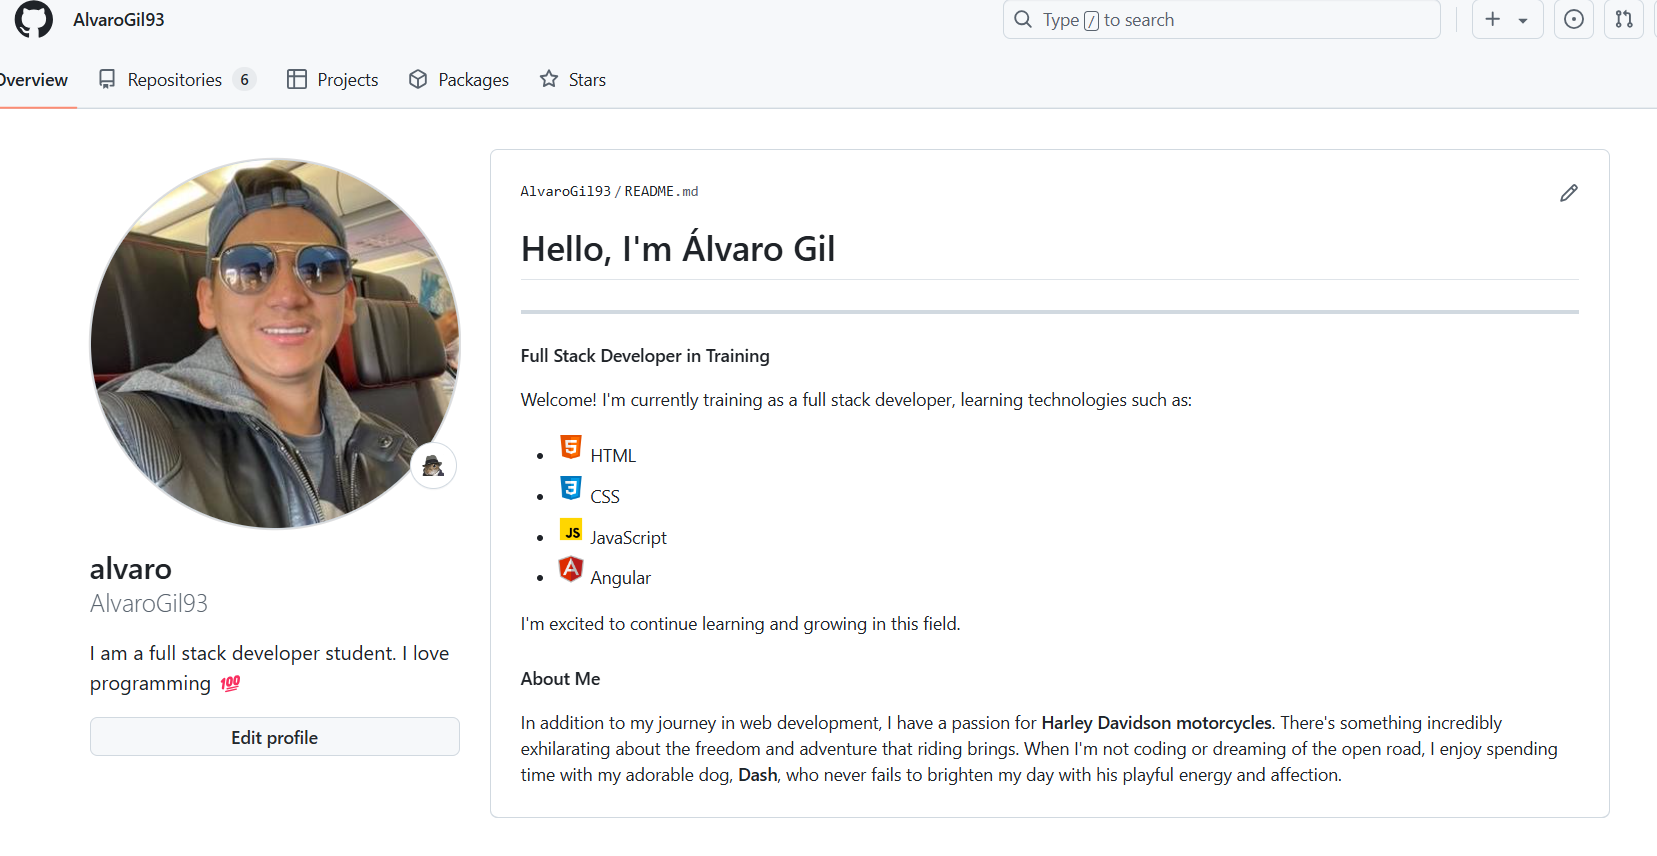 AlvaroGil93
Type / to search
Overview
Repositories 6
Projects
Packages
Stars
AlvaroGil93/README.md
Hello, I'm Álvaro Gil
Full Stack Developer in Training
Welcome! I'm currently training as a full stack developer, learning technologies such as:
5 HTML
3 CSS
JS JavaScript
A Angular
I'm excited to continue learning and growing in this field.
About Me
In addition to my journey in web development, I have a passion for Harley Davidson motorcycles. There's something incredibly
exhilarating about the freedom and adventure that riding brings. When I'm not coding or dreaming of the open road, I enjoy spending
time with my adorable dog, Dash, who never fails to brighten my day with his playful energy and affection.
alvaro
AlvaroGil93
I am a full stack developer student. I love
programming 💯
Edit profile